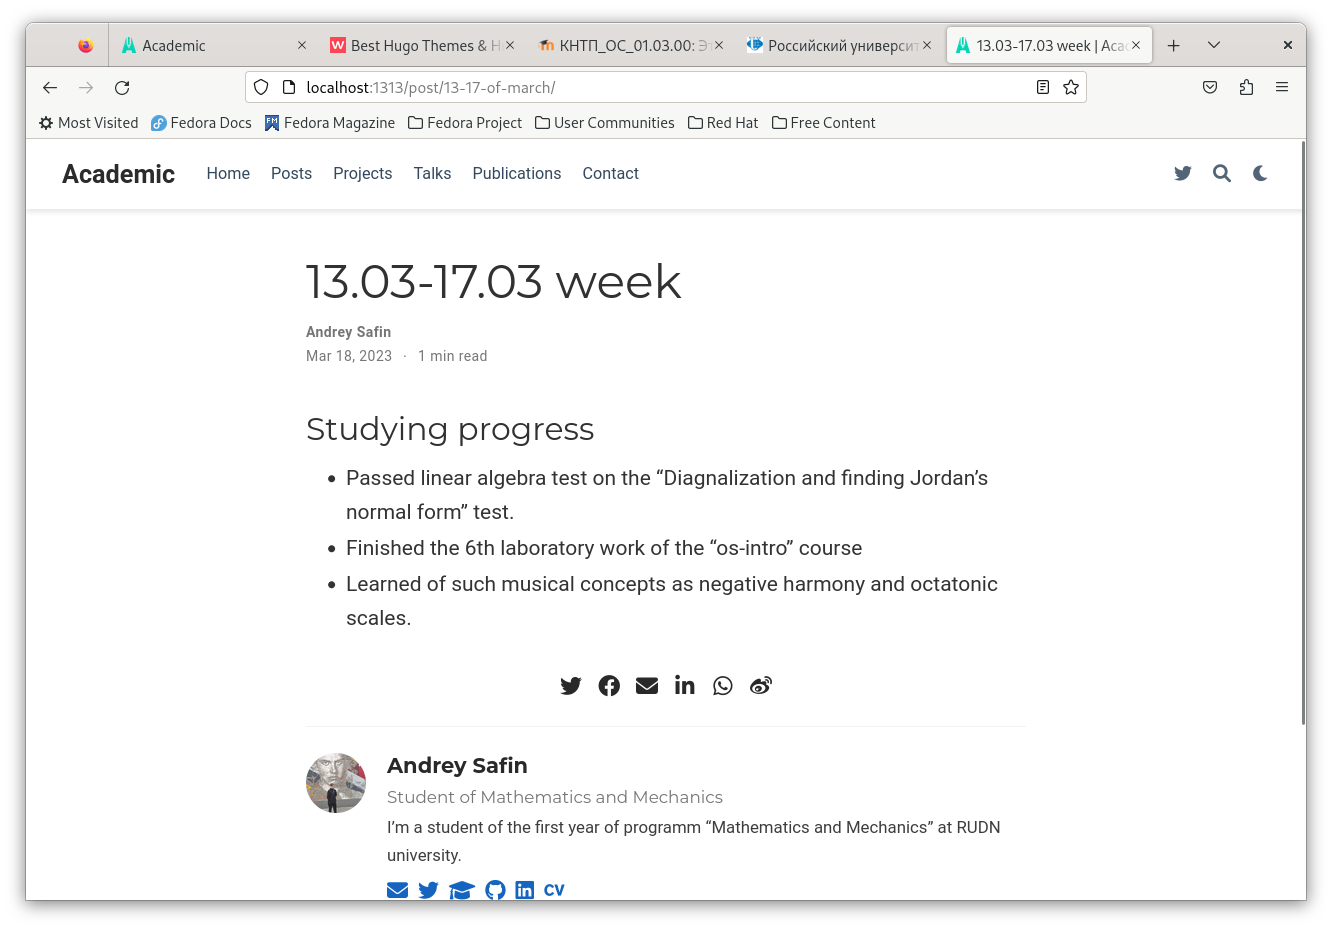 Academic
Best Hugo Themes & H
КНТП_ОС_01.03.00: Э
Российский универси
13.03-17.03 week | Aca
localhost:1313/post/13-17-of-march/
Most Visited
Fedora Docs
Fedora Magazine
Fedora Project
User Communities
Red Hat
Free Content
Academic
Home
Posts
Projects
Talks
Publications
Contact
13.03-17.03 week
Andrey Safin
Mar 18, 2023 · 1 min read
Studying progress
• Passed linear algebra test on the “Diagnalization and finding Jordan’s
normal form” test.
• Finished the 6th laboratory work of the “os-intro” course
• Learned of such musical concepts as negative harmony and octatonic
scales.
Andrey Safin
Student of Mathematics and Mechanics
I’m a student of the first year of programm “Mathematics and Mechanics” at RUDN
university.
CV